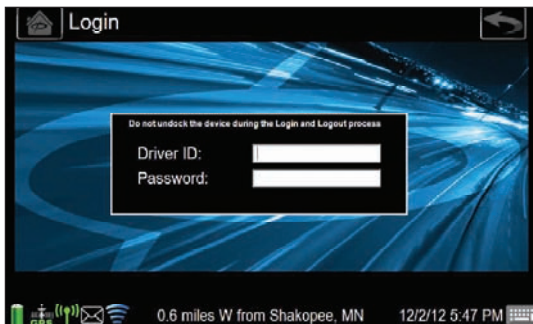 Login
Do not undock the device during the Login and Logout process
Driver ID:
Password:
GPS
0.6 miles W from Shakopee, MN 12/2/12 5:47 PM